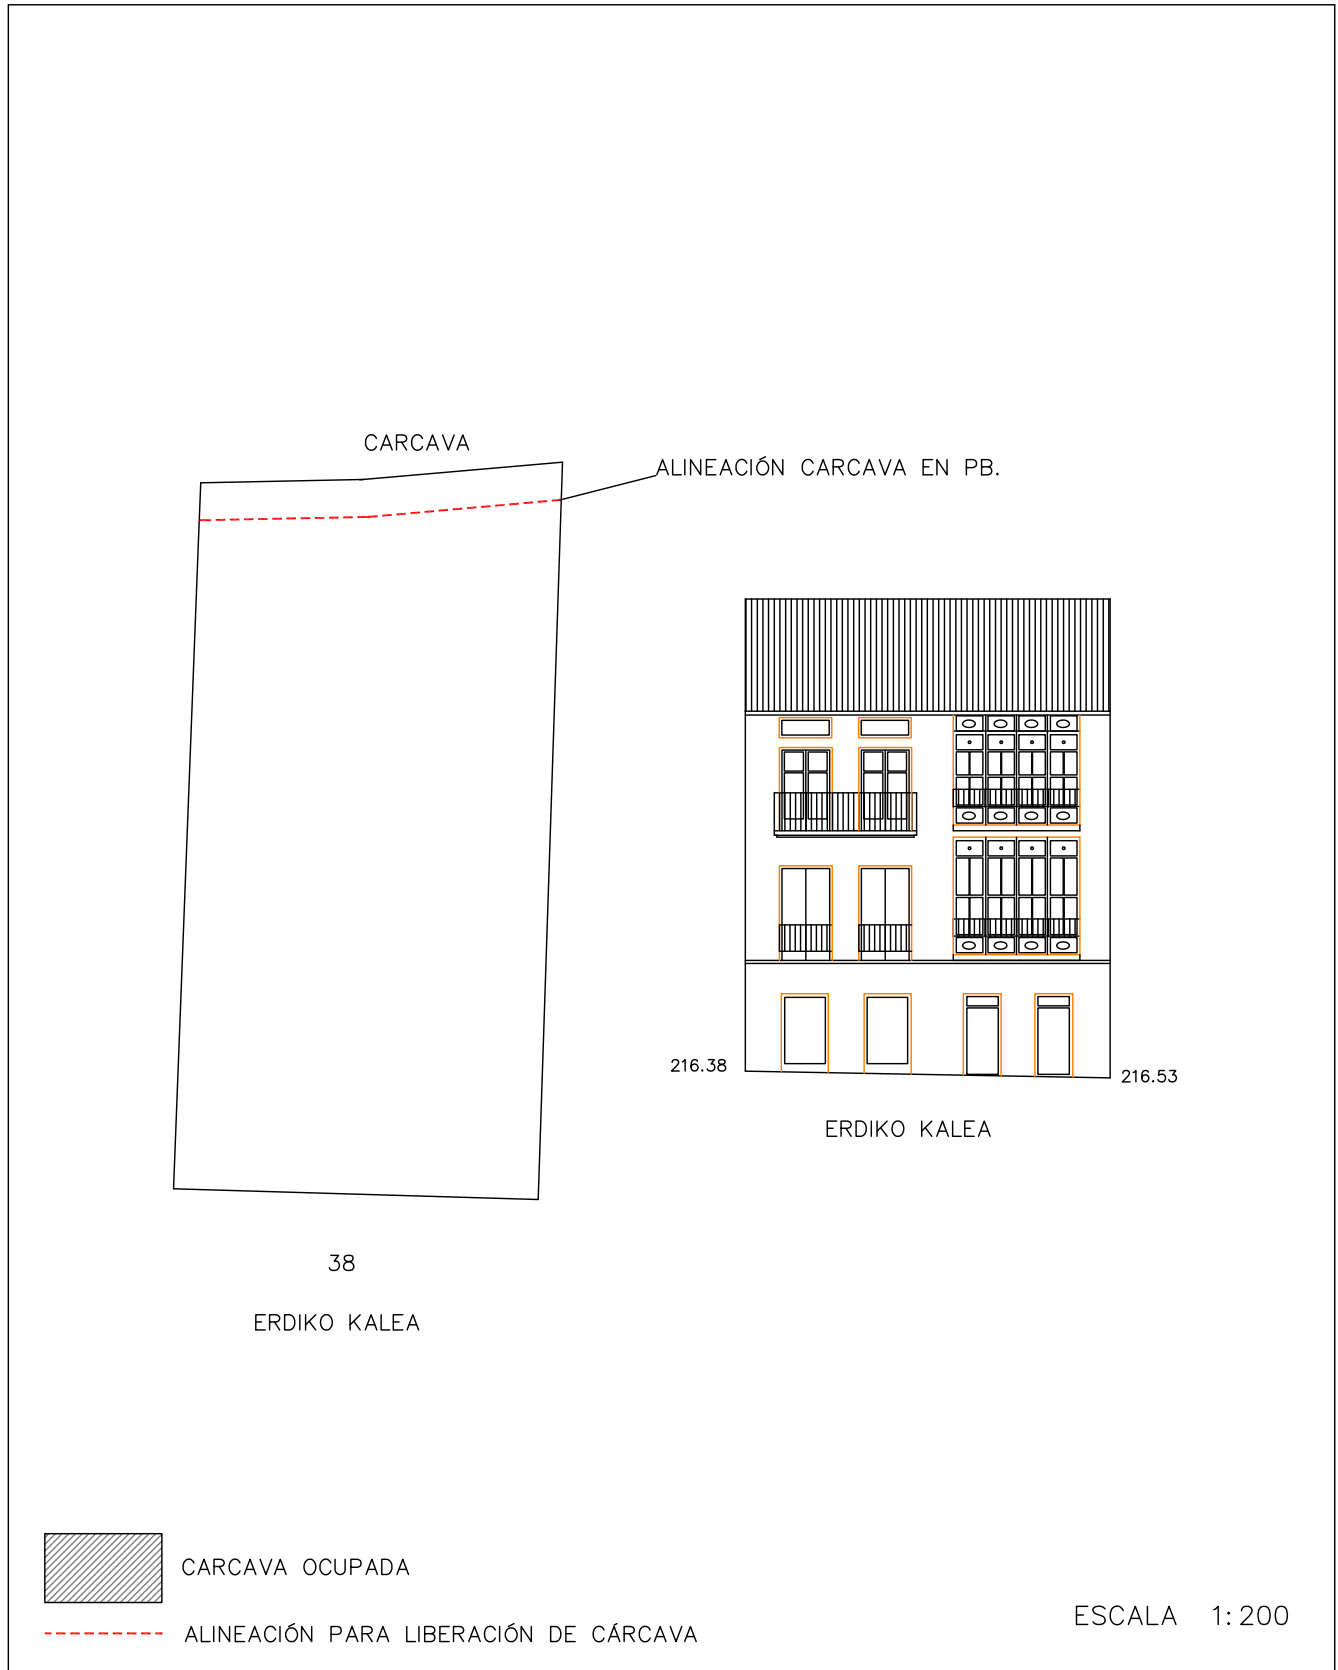 CARCAVA
ALINEACIÓN CARCAVA EN PB.
216.38
216.53
ERDIKO KALEA
38
ERDIKO KALEA
CARCAVA OCUPADA
ALINEACIÓN PARA LIBERACIÓN DE CÁRCAVA
ESCALA 1:200